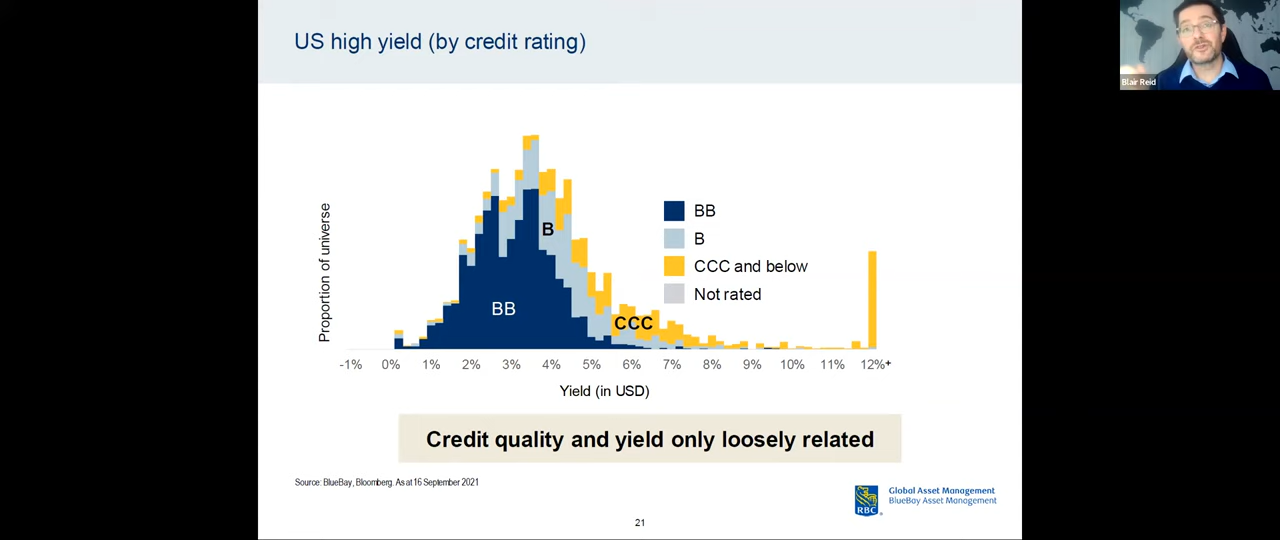 US high yield (by credit rating)
Blair Reid
Proportion of universe
BB
B
CCC
BB
B
CCC and below
Not rated
-1% 0% 1% 2% 3% 4% 5% 6% 7% 8% 9% 10% 11% 12%+
Yield (in USD)
Credit quality and yield only loosely related
Source: BlueBay, Bloomberg. As at 16 September 2021
RBC
Global Asset Management
BlueBay Asset Management
21